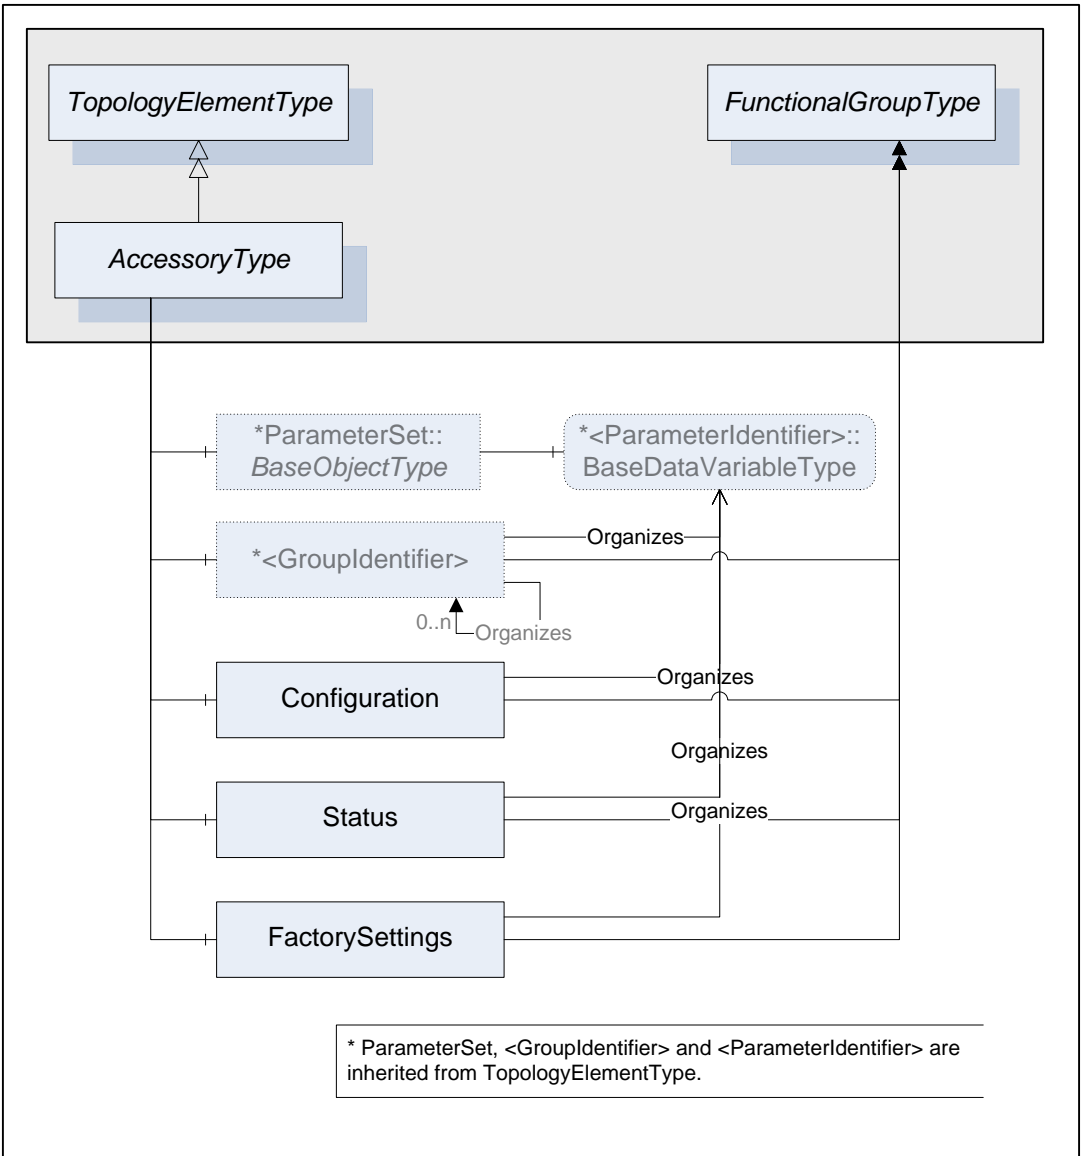 TopologyElementType
FunctionalGroupType
AccessoryType
*ParameterSet::
BaseObjectType
*<ParameterIdentifier>::
BaseDataVariableType
Organizes
*<GroupIdentifier>
0..n
Organizes
Organizes
Configuration
Organizes
Status
Organizes
FactorySettings
* ParameterSet, <GroupIdentifier> and <ParameterIdentifier> are
inherited from TopologyElementType.